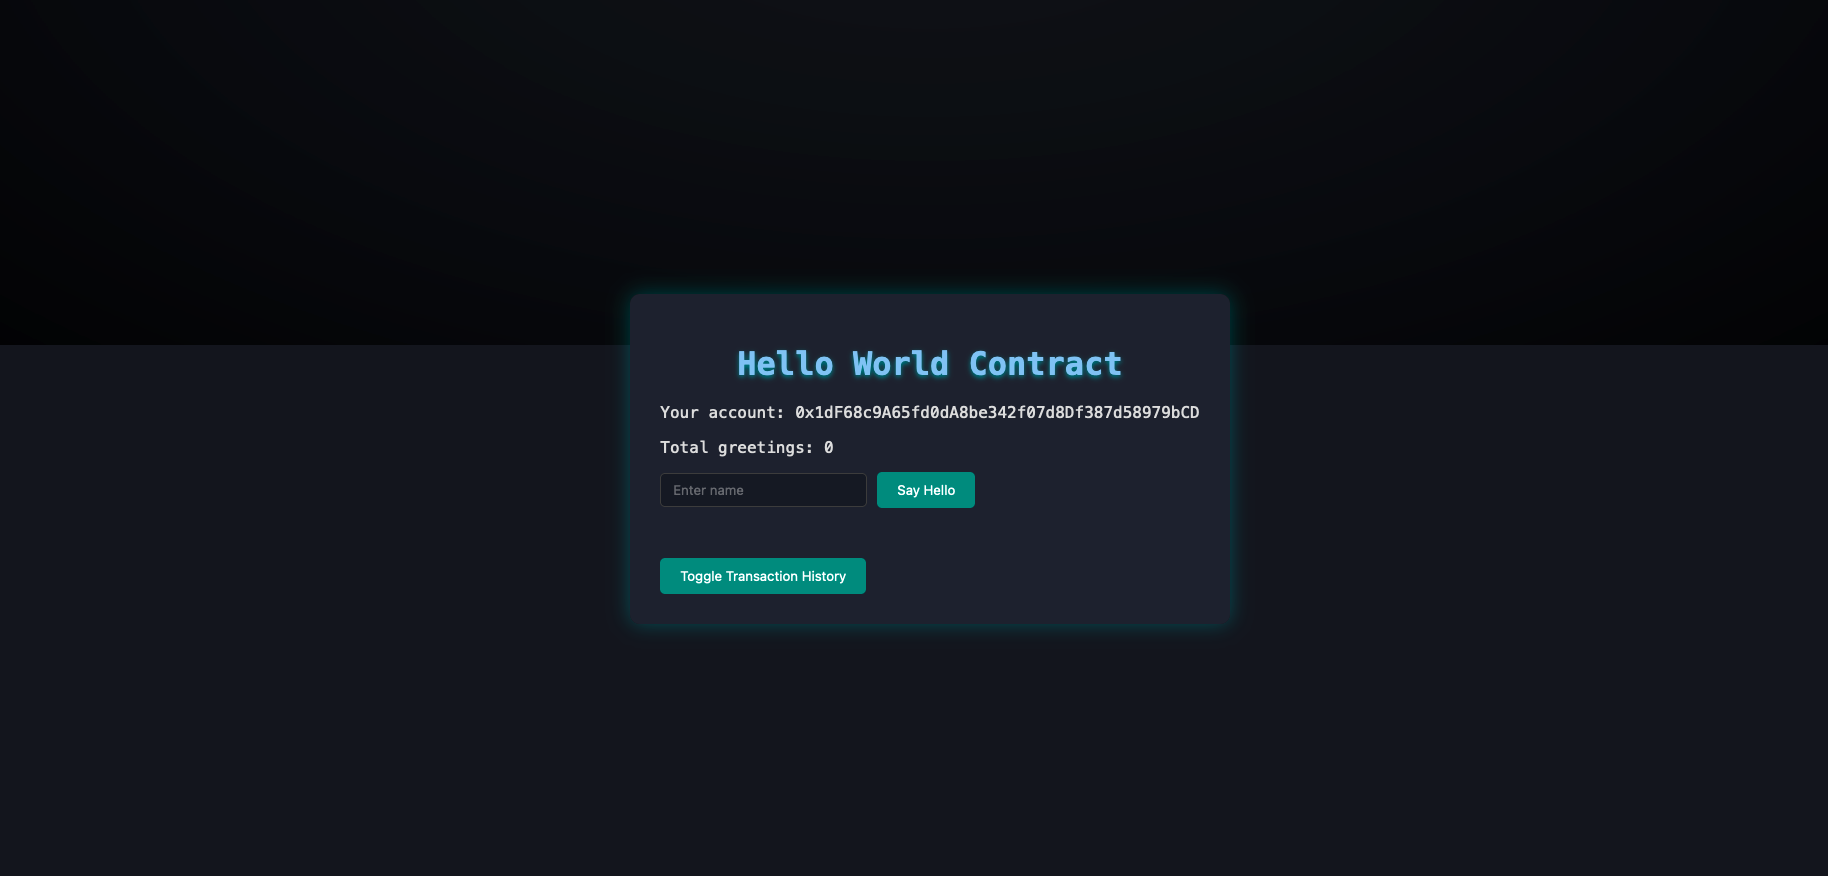 Hello World Contract
Your account: 0x1dF68c9A65fd0dA8be342f07d8Df387d58979bCD
Total greetings: 0
Enter name
Say Hello
Toggle Transaction History